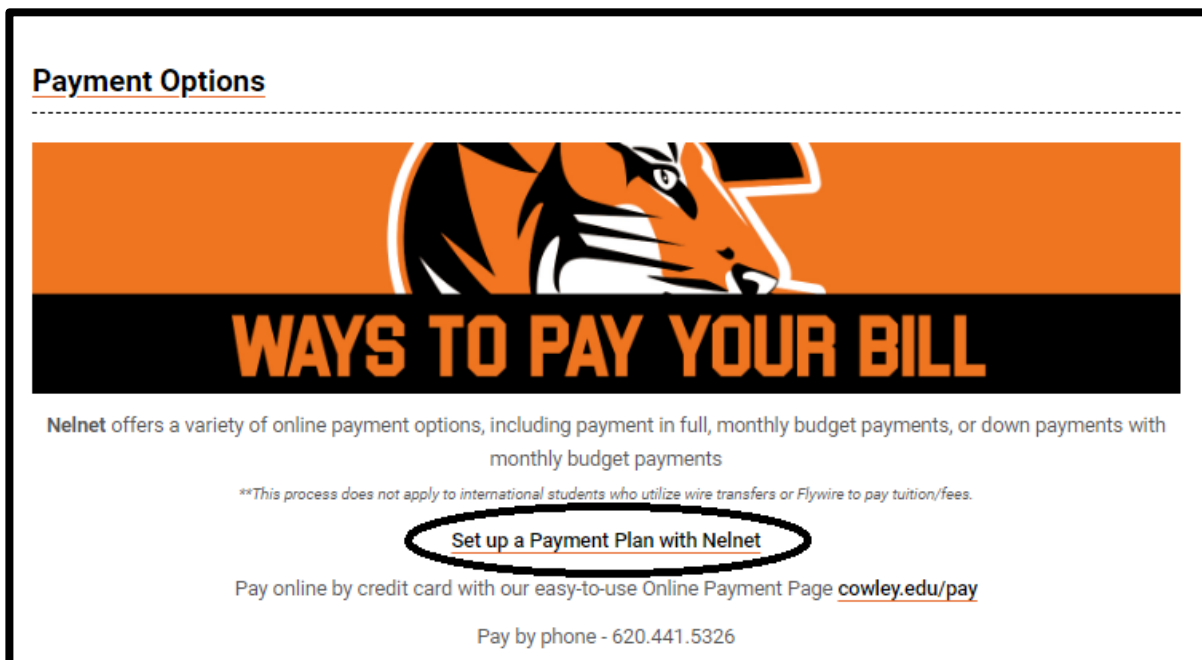 Payment Options
WAYS TO PAY YOUR BILL
Nelnet offers a variety of online payment options, including payment in full, monthly budget payments, or down payments with
monthly budget payments
**This process does not apply to international students who utilize wire transfers or Flywire to pay tuition/fees.
Set up a Payment Plan with Nelnet
Pay online by credit card with our easy-to-use Online Payment Page cowley.edu/pay
Pay by phone - 620.441.5326